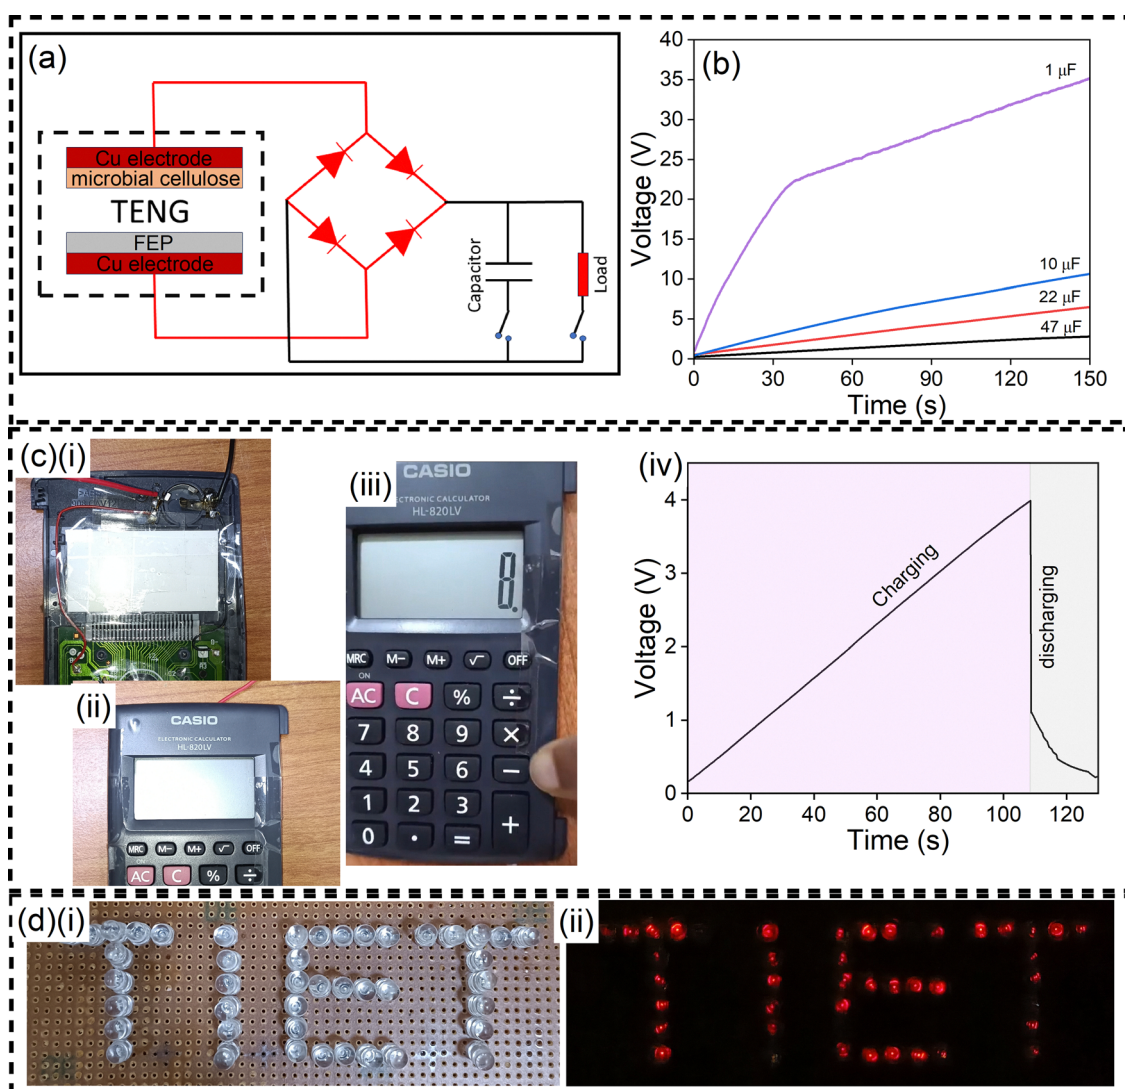 (a)
Cu electrode
microbial cellulose
TENG
FEP
Cu electrode
Capacitor
Load
(b)
Voltage (V)
40
35
30
25
20
15
10
5
0
1 μF
10 μF
22 μF
47 μF
0 30 60 90 120 150
Time (s)
(c)(i)
(ii)
CASIO
ELECTRONIC CALCULATOR
HL-820LV
MRC M− M+ √ OFF
ON
AC C % ÷
(iii)
CASIO
ELECTRONIC CALCULATOR
HL-820LV
0.
MRC M− M+ √ OFF
ON
AC C % ÷
7 8 9 ×
4 5 6 −
1 2 3 +
0 · =
(iv)
Voltage (V)
4
3
2
1
0
Charging
discharging
0 20 40 60 80 100 120
Time (s)
(d)(i)
TIET
(ii)
TIET